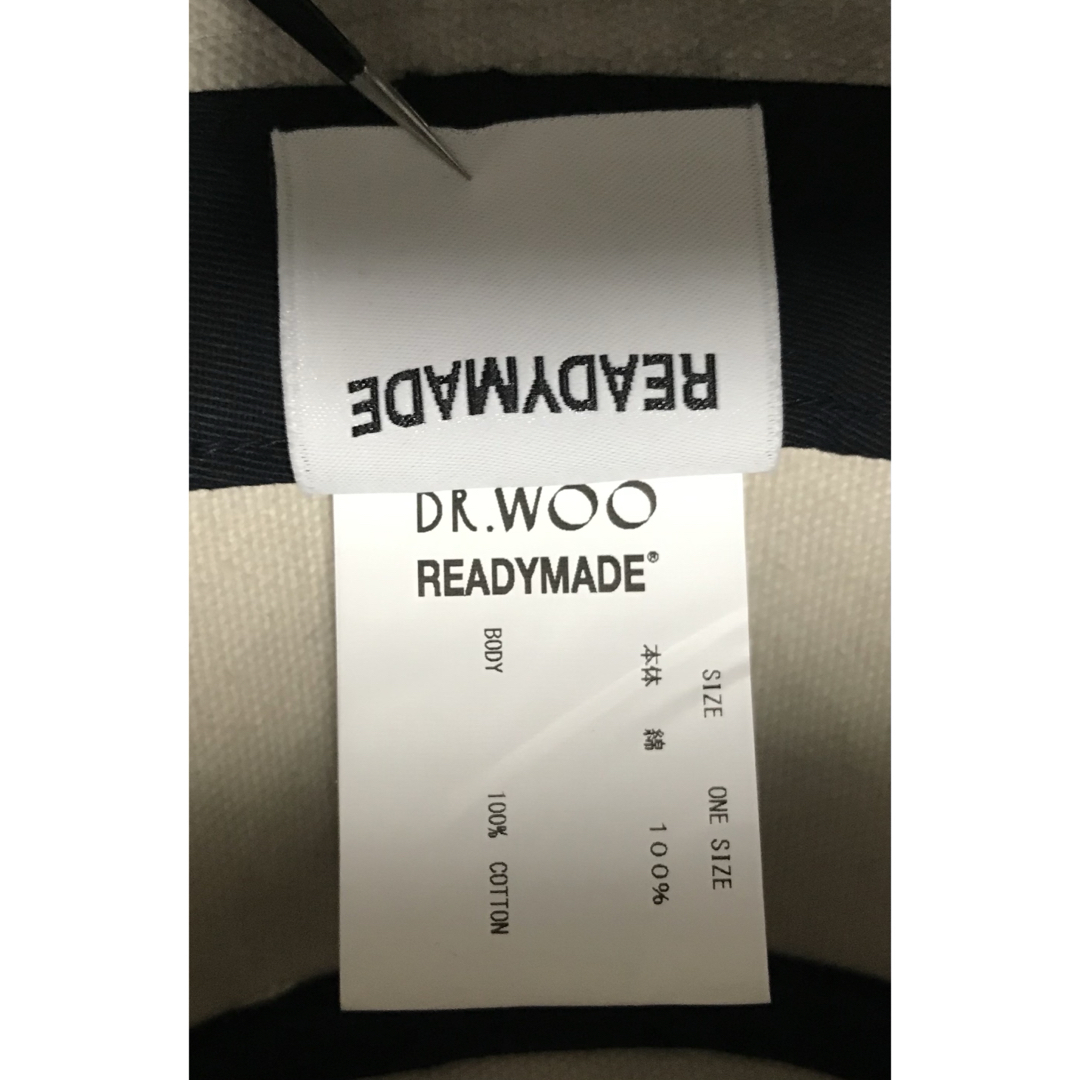 READYMADE
DR.WOO
READYMADE®
SIZE ONE SIZE
本体 綿 100%
BODY 100% COTTON